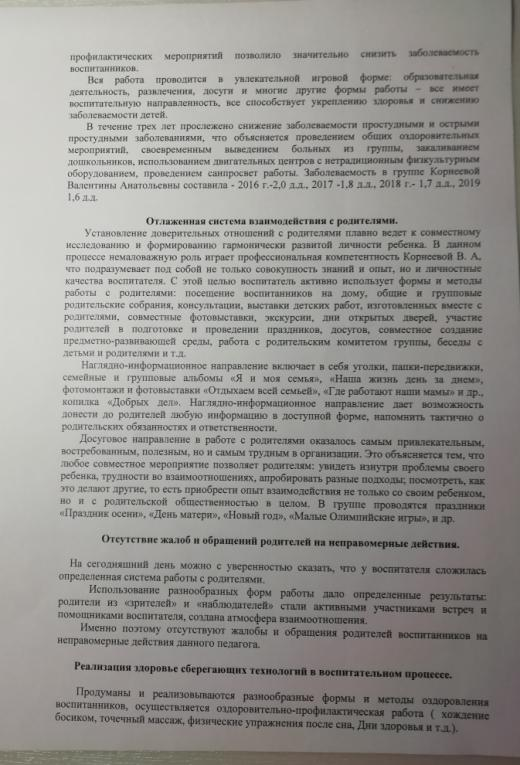 профилактических мероприятий позволило значительно снизить заболеваемость
воспитанников.
Вся работа проводится в увлекательной игровой форме: образовательная
деятельность, развлечения, досуги и многие другие формы работы – все имеет
воспитательную направленность, все способствует укреплению здоровья и снижению
заболеваемости детей.
В течение трех лет прослежено снижение заболеваемости простудными и острыми
простудными заболеваниями, что объясняется проведением общих оздоровительных
мероприятий, своевременным выведением больных из группы, закаливанием
дошкольников, использованием двигательных центров с нетрадиционным физкультурным
оборудованием, проведением санпросвет работы. Заболеваемость в группе Корнеевой
Валентины Анатольевны составила - 2016 г.-2,0 д.д., 2017 -1,8 д.д., 2018 г.- 1,7 д.д., 2019
1,6 д.д.
Отлаженная система взаимодействия с родителями.
Установление доверительных отношений с родителями плавно ведет к совместному
исследованию и формированию гармонически развитой личности ребенка. В данном
процессе немаловажную роль играет профессиональная компетентность Корнеевой В. А,
что подразумевает под собой не только совокупность знаний и опыт, но и личностные
качества воспитателя. С этой целью воспитатель активно использует формы и методы
работы с родителями: посещение воспитанников на дому, общие и групповые
родительские собрания, консультации, выставки детских работ, изготовленных вместе с
родителями, совместные фотовыставки, экскурсии, дни открытых дверей, участие
родителей в подготовке и проведении праздников, досугов, совместное создание
предметно-развивающей среды, работа с родительским комитетом группы, беседы с
детьми и родителями и т.д.
Наглядно-информационное направление включает в себя уголки, папки-передвижки,
семейные и групповые альбомы «Я и моя семья», «Наша жизнь день за днем»,
фотомонтажи и фотовыставки «Отдыхаем всей семьей», «Где работают наши мамы» и др.,
копилка «Добрых дел». Наглядно-информационное направление дает возможность
донести до родителей любую информацию в доступной форме, напомнить тактично о
родительских обязанностях и ответственности.
Досуговое направление в работе с родителями оказалось самым привлекательным,
востребованным, полезным, но и самым трудным в организации. Это объясняется тем, что
любое совместное мероприятие позволяет родителям: увидеть изнутри проблемы своего
ребенка, трудности во взаимоотношениях, апробировать разные подходы; посмотреть, как
это делают другие, то есть приобрести опыт взаимодействия не только со своим ребенком,
но и с родительской общественностью в целом. В группе проводятся праздники
«Праздник осени», «День матери», «Новый год», «Малые Олимпийские игры», и др.
Отсутствие жалоб и обращений родителей на неправомерные действия.
На сегодняшний день можно с уверенностью сказать, что у воспитателя сложилась
определенная система работы с родителями.
Использование разнообразных форм работы дало определенные результаты:
родители из «зрителей» и «наблюдателей» стали активными участниками встреч и
помощниками воспитателя, создана атмосфера взаимоотношения.
Именно поэтому отсутствуют жалобы и обращения родителей воспитанников на
неправомерные действия данного педагога.
Реализация здоровье сберегающих технологий в воспитательном процессе.
Продуманы и реализовываются разнообразные формы и методы оздоровления
воспитанников, осуществляется оздоровительно-профилактическая работа ( хождение
босиком, точечный массаж, физические упражнения после сна, Дни здоровья и т.д.).